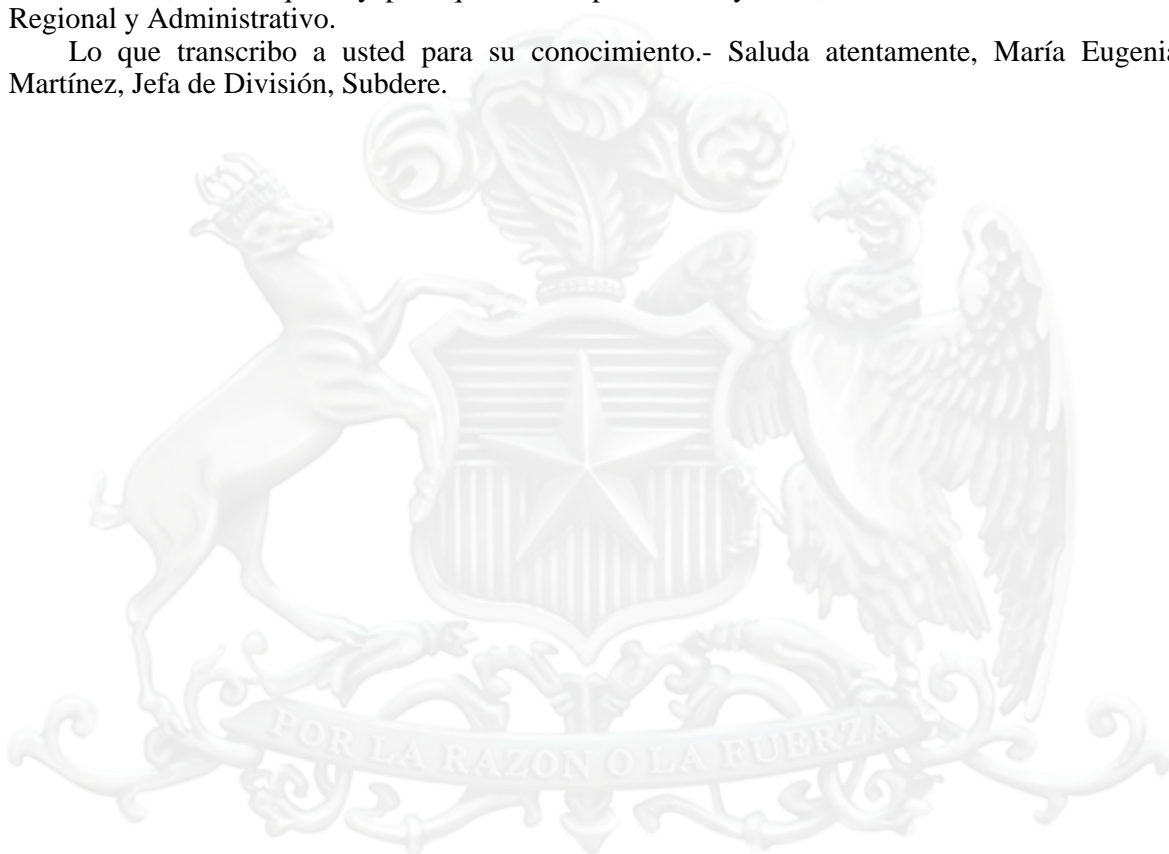 Regional y Administrativo.
Lo que transcribo a usted para su conocimiento.- Saluda atentamente, María Eugenia
Martínez, Jefa de División, Subdere.
POR LA RAZON O LA FUERZA